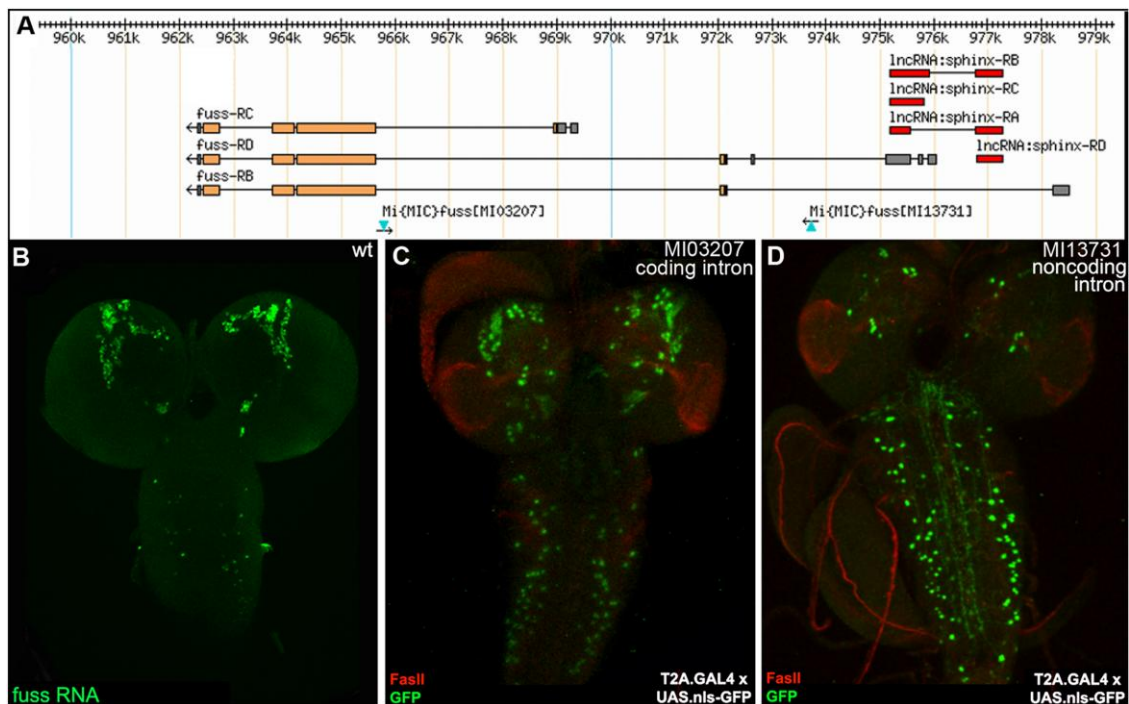 A
960k 961k 962k 963k 964k 965k 966k 967k 968k 969k 970k 971k 972k 973k 974k 975k 976k 977k 978k 979k
lncRNA:sphinx-RB
lncRNA:sphinx-RC
fuss-RC
lncRNA:sphinx-RA
fuss-RD
lncRNA:sphinx-RD
fuss-RB
Mi{MIC}fuss[MI03207]
Mi{MIC}fuss[MI13731]
B
wt
fuss RNA
C
MI03207
coding intron
FasII
GFP
T2A.GAL4 x
UAS.nls-GFP
D
MI13731
noncoding
intron
FasII
GFP
T2A.GAL4 x
UAS.nls-GFP